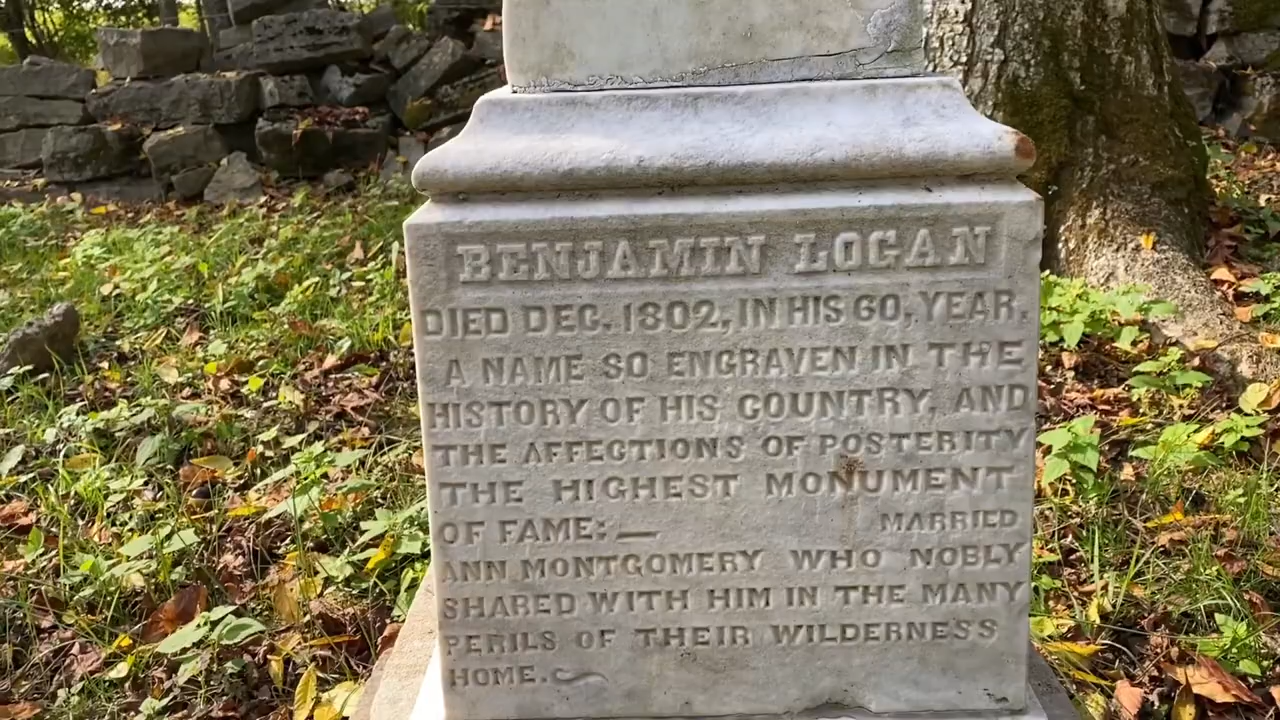 BENJAMIN LOGAN
DIED DEC. 1802, IN HIS 60, YEAR.
A NAME SO ENGRAVEN IN THE
HISTORY OF HIS COUNTRY, AND
THE AFFECTIONS OF POSTERITY
THE HIGHEST MONUMENT
OF FAME:— MARRIED
ANN MONTGOMERY WHO NOBLY
SHARED WITH HIM IN THE MANY
PERILS OF THEIR WILDERNESS
HOME.